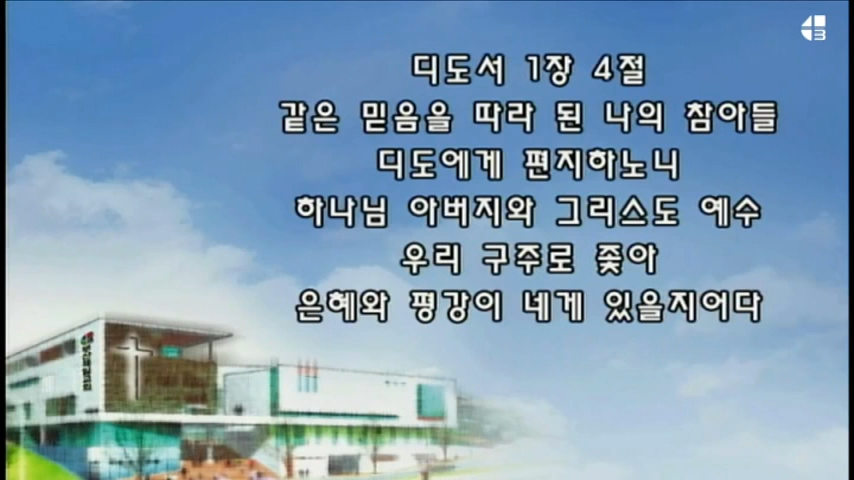 디도서 1장 4절
같은 믿음을 따라 된 나의 참아들
디도에게 편지하노니
하나님 아버지와 그리스도 예수
우리 구주로 좇아
은혜와 평강이 네게 있을지어다